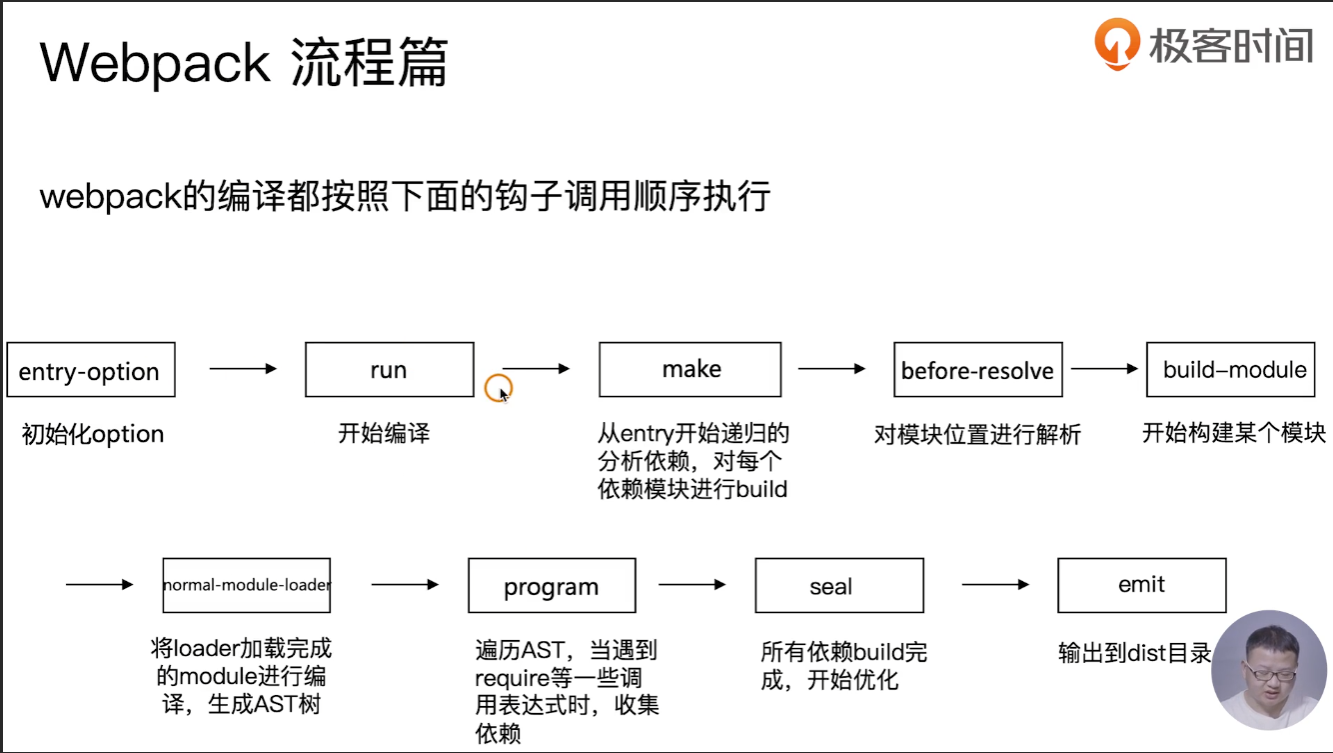 Webpack 流程篇
极客时间
webpack的编译都按照下面的钩子调用顺序执行
entry-option
run
make
before-resolve
build-module
初始化option
开始编译
从entry开始递归的
分析依赖，对每个
依赖模块进行build
对模块位置进行解析
开始构建某个模块
normal-module-loader
program
seal
emit
将loader加载完成
的module进行编
译，生成AST树
遍历AST，当遇到
require等一些调
用表达式时，收集
依赖
所有依赖build完
成，开始优化
输出到dist目录